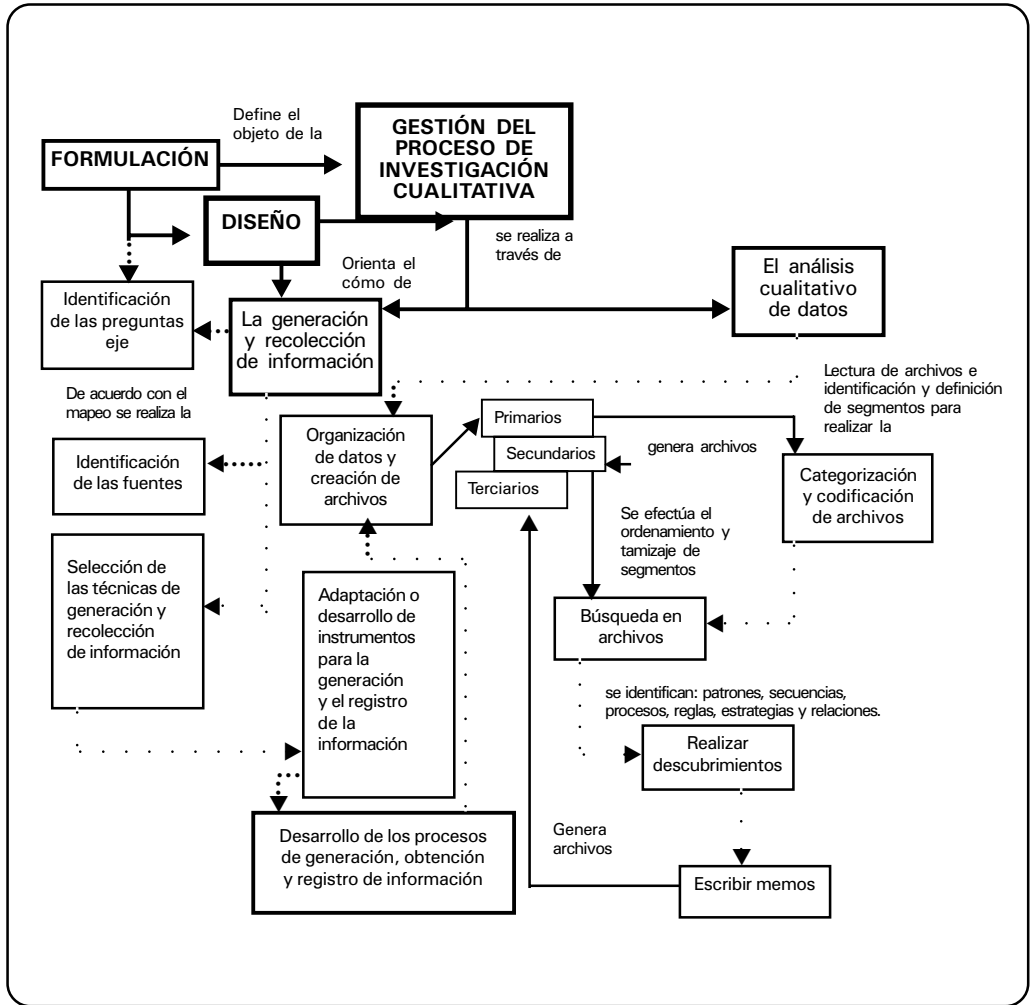 Define el
objeto de la
GESTIÓN DEL
PROCESO DE
INVESTIGACIÓN
CUALITATIVA
FORMULACIÓN
DISEÑO
se realiza a
través de
Orienta el
cómo de
El análisis
cualitativo
de datos
Identificación
de las preguntas
eje
La generación
y recolección
de información
De acuerdo con el
mapeo se realiza la
Lectura de archivos e
identificación y definición
de segmentos para
realizar la
Organización
de datos y
creación de
archivos
Primarios
Secundarios
Terciarios
genera archivos
Identificación
de las fuentes
Categorización
y codificación
de archivos
Se efectúa el
ordenamiento y
tamizaje de
segmentos
Selección de
las técnicas de
generación y
recolección
de información
Adaptación o
desarrollo de
instrumentos
para la
generación
y el registro
de la
información
Búsqueda en
archivos
se identifican: patrones, secuencias,
procesos, reglas, estrategias y relaciones.
Realizar
descubrimientos
Desarrollo de los procesos
de generación, obtención
y registro de información
Genera
archivos
Escribir memos